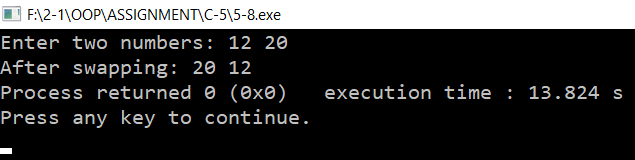 F:\2-1\OOP\ASSIGNMENT\C-5\5-8.exe
Enter two numbers: 12 20
After swapping: 20 12
Process returned 0 (0x0)   execution time : 13.824 s
Press any key to continue.